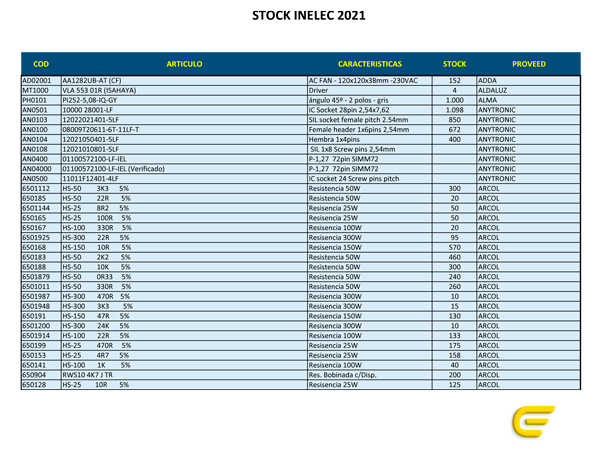 STOCK INELEC 2021
COD ARTICULO CARACTERISTICAS STOCK PROVEED
AD02001 AA1282UB-AT (CF) AC FAN - 120x120x38mm -230VAC 152 ADDA
MT1000 VLA 553 01R (ISAHAYA) Driver 4 ALDALUZ
PH0101 PI252-5,08-IQ-GY ángulo 45º - 2 polos - gris 1.000 ALMA
AN0501 10000 28001-LF IC Socket 28pin 2,54x7,62 1.098 ANYTRONIC
AN0103 12022021401-5LF SIL socket female pitch 2.54mm 850 ANYTRONIC
AN0100 08009T20611-6T-11LF-T Female header 1x6pins 2,54mm 672 ANYTRONIC
AN0104 12021050401-5LF Hembra 1x4pins 400 ANYTRONIC
AN0108 12021010801-5LF SIL 1x8 Screw pins 2,54mm ANYTRONIC
AN0400 01100572100-LF-IEL P-1,27 72pin SIMM72 ANYTRONIC
AN04000 01100572100-LF-IEL (Verificado) P-1,27 72pin SIMM72 ANYTRONIC
AN0500 11011F12401-4LF IC socket 24 Screw pins pitch ANYTRONIC
6501112 HS-50 3K3 5% Resistencia 50W 300 ARCOL
650185 HS-50 22R 5% Resistencia 50W 20 ARCOL
6501144 HS-25 8R2 5% Resisencia 25W 50 ARCOL
650165 HS-25 100R 5% Resisencia 25W 50 ARCOL
650167 HS-100 330R 5% Resisencia 100W 20 ARCOL
6501925 HS-300 22R 5% Resisencia 300W 95 ARCOL
650168 HS-150 10R 5% Resisencia 150W 570 ARCOL
650183 HS-50 2K2 5% Resistencia 50W 460 ARCOL
650188 HS-50 10K 5% Resistencia 50W 300 ARCOL
6501879 HS-50 0R33 5% Resistencia 50W 240 ARCOL
6501011 HS-50 330R 5% Resistencia 50W 260 ARCOL
6501987 HS-300 470R 5% Resisencia 300W 10 ARCOL
6501948 HS-300 3K3 5% Resisencia 300W 15 ARCOL
650191 HS-150 47R 5% Resisencia 150W 130 ARCOL
6501200 HS-300 24K 5% Resisencia 300W 10 ARCOL
6501914 HS-100 22R 5% Resisencia 100W 133 ARCOL
650199 HS-25 470R 5% Resisencia 25W 175 ARCOL
650153 HS-25 4R7 5% Resisencia 25W 158 ARCOL
650141 HS-100 1K 5% Resisencia 100W 40 ARCOL
650904 RWS10 4K7 J TR Res. Bobinada c/Disp. 200 ARCOL
650128 HS-25 10R 5% Resisencia 25W 125 ARCOL